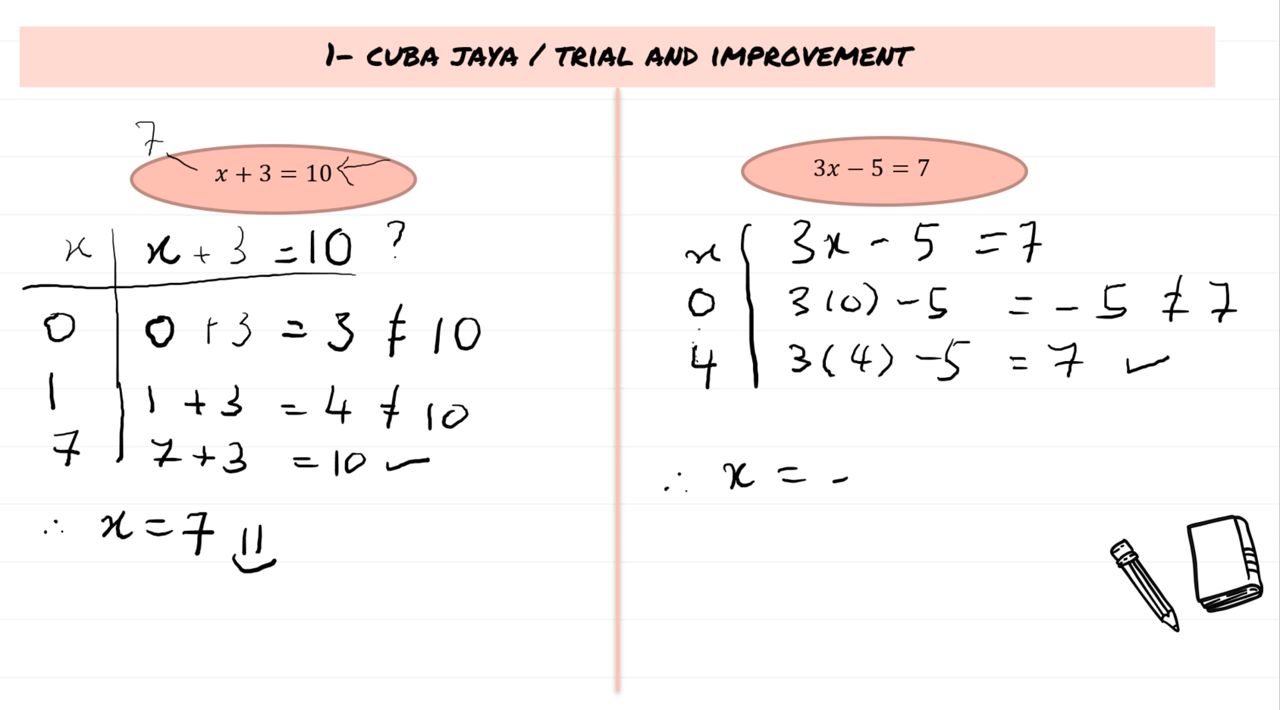 1- CUBA JAYA / TRIAL AND IMPROVEMENT
7
x + 3 = 10
x | x + 3 = 10 ?
0 | 0 + 3 = 3 ≠ 10
1 | 1 + 3 = 4 ≠ 10
7 | 7 + 3 = 10 ✓
∴ x = 7
3x − 5 = 7
x | 3x - 5 = 7
0 | 3(0) - 5 = - 5 ≠ 7
4 | 3(4) - 5 = 7 ✓
∴ x = -